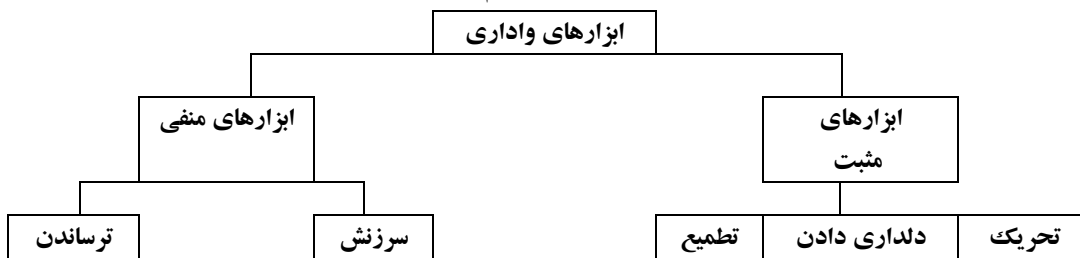 ابزارهای واداری
ابزارهای
مثبت
ابزارهای منفی
تحریک
دلداری دادن
تطمیع
سرزنش
ترساندن